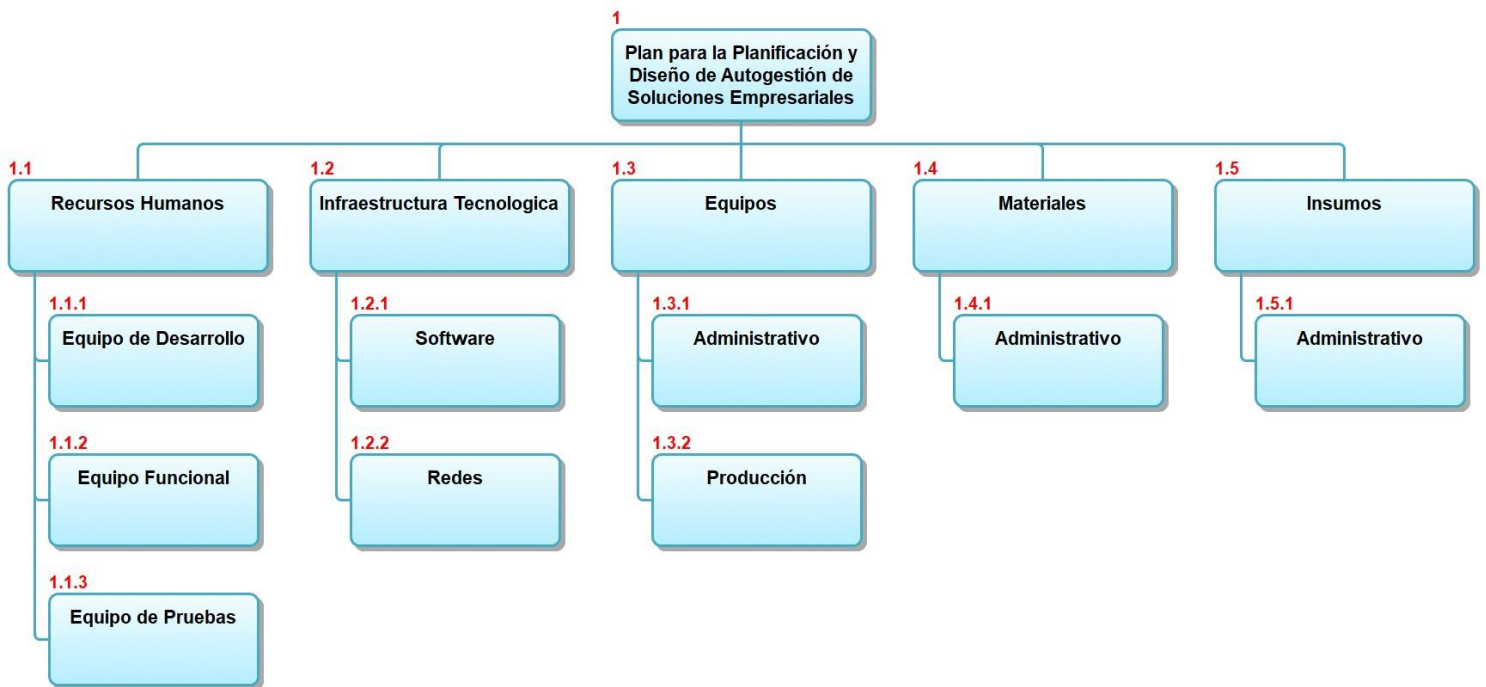 1
Plan para la Planificación y
Diseño de Autogestión de
Soluciones Empresariales
1.1
Recursos Humanos
1.2
Infraestructura Tecnologica
1.3
Equipos
1.4
Materiales
1.5
Insumos
1.1.1
Equipo de Desarrollo
1.2.1
Software
1.3.1
Administrativo
1.4.1
Administrativo
1.5.1
Administrativo
1.1.2
Equipo Funcional
1.2.2
Redes
1.3.2
Producción
1.1.3
Equipo de Pruebas